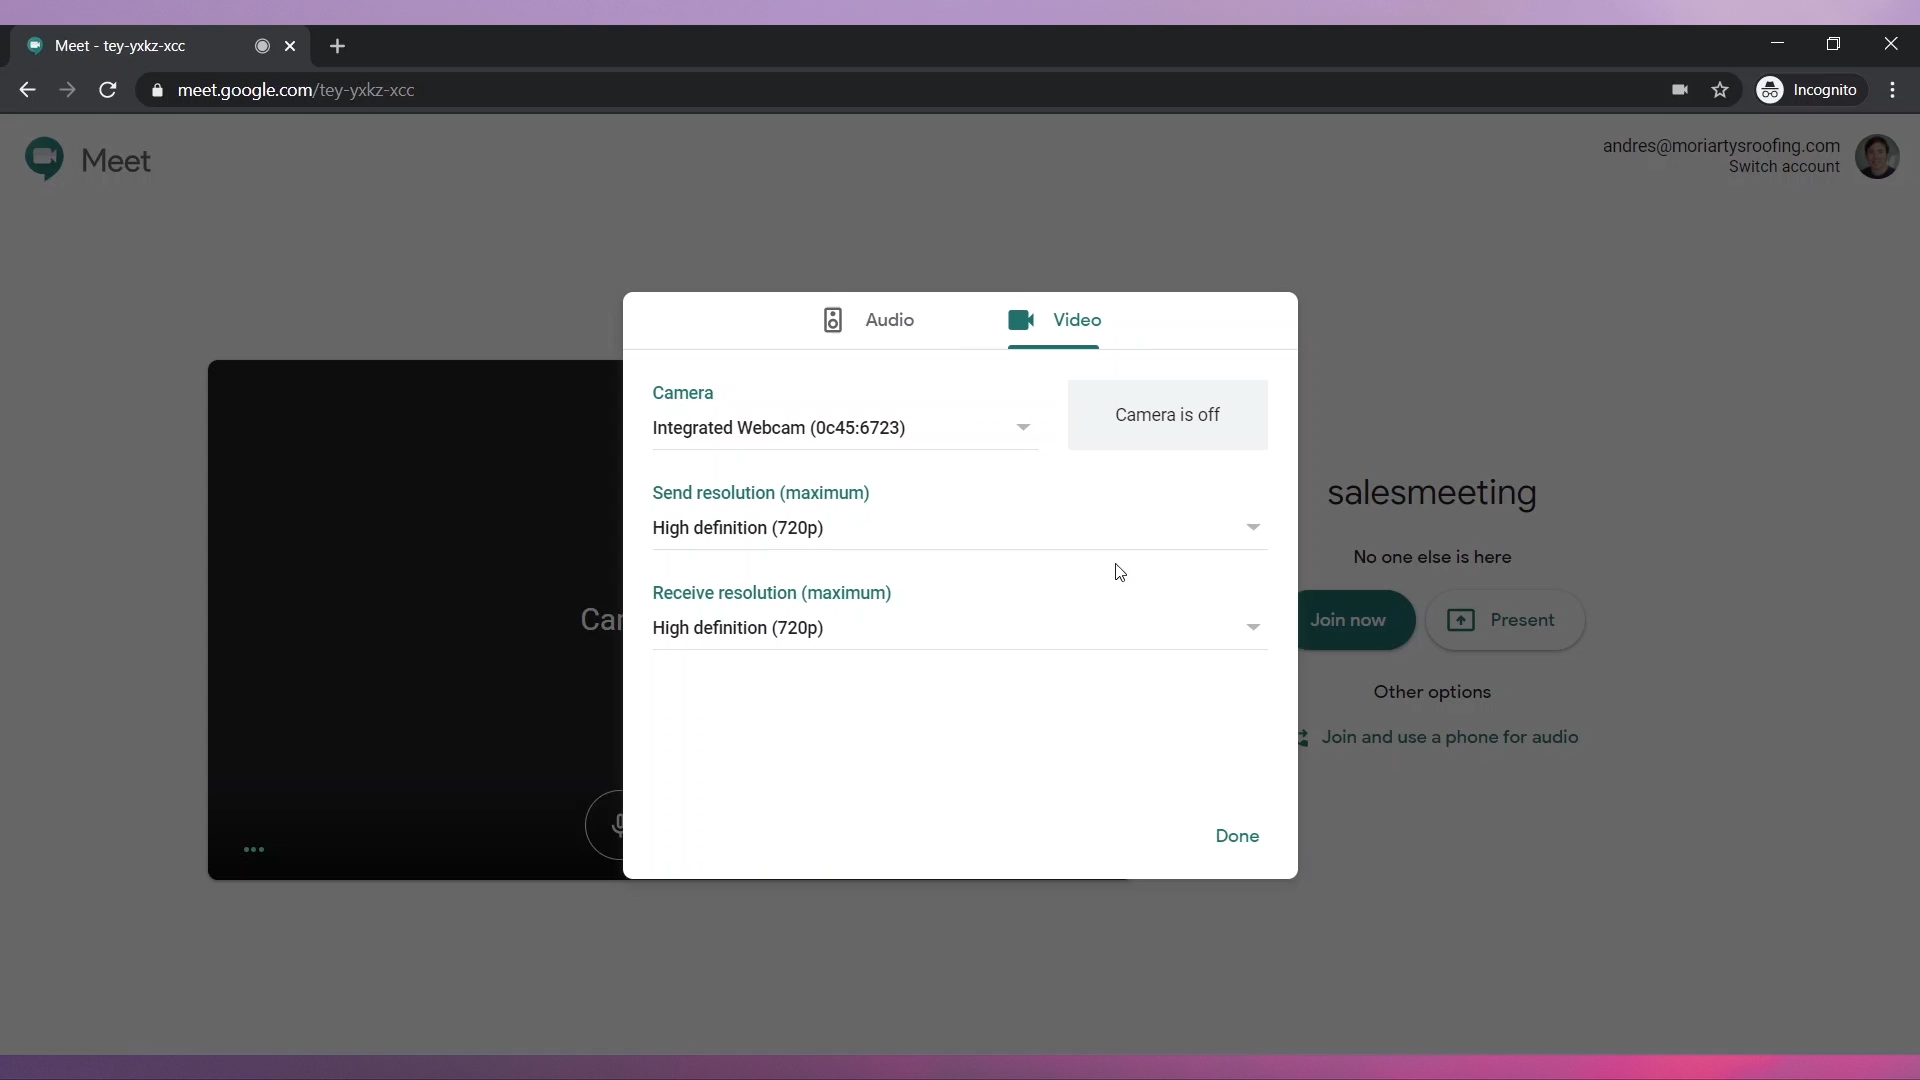 Meet - tey-yxkz-xcc
meet.google.com/tey-yxkz-xcc
Incognito
Meet
andres@moriartysroofing.com
Switch account
Audio
Video
Camera
Integrated Webcam (0c45:6723)
Camera is off
Send resolution (maximum)
High definition (720p)
Receive resolution (maximum)
High definition (720p)
Done
salesmeeting
No one else is here
Join now
Present
Other options
Join and use a phone for audio